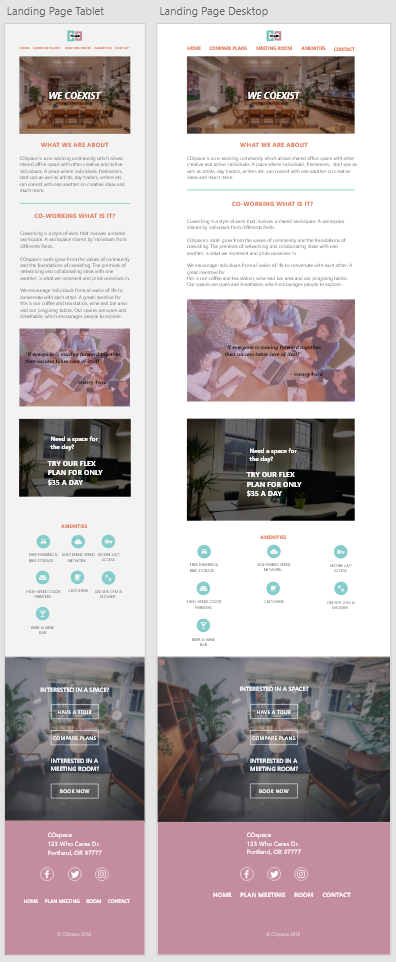 Landing Page Tablet
HOME COMPARE PLANS MEETING ROOM AMENITIES CONTACT
WE COEXIST
WHAT WE ARE ABOUT
COspace is a co-working community which allows
shared office space with other creative and active
individuals. A place where individuals, freelancers,
start ups as well as artists, day traders, writers etc.
can coexist with one another on creative ideas and
much more.
CO-WORKING WHAT IS IT?
Coworking is a style of work that involves a shared
workspace. A workspace shared by individuals from
differente fields.
COspace's roots grow from the values of community
and the foundations of coworking. The premiss of
networking and collaborating ideas with one
another, is what we represent and pride ourselves in.
We encourage individuals from all walks of life to
conversate with each other. A great incentive for
this is our coffee and tea station, wine and bar area
and our pingpong tables. Our spaces are open and
breathable, which encourages people to explore.
"If everyone is moving forward together,
then success takes care of itself"
- Henry Ford
Need a space for
the day?
TRY OUR FLEX
PLAN FOR ONLY
$35 A DAY
AMENITIES
FREE PARKING &
BIKE STORAGE
LIGHTENING SPEED
NETWORK
SECURE 24/7
ACCESS
HIGH-SPEED COLOR
PRINTERS
2 KITCHENS
ON-SITE GYM &
SHOWER
BEER & WINE
BAR
INTERESTED IN A SPACE?
HAVE A TOUR
COMPARE PLANS
INTERESTED IN A
MEETING ROOM?
BOOK NOW
COspace
123 Who Cares Dr.
Portland, OR 97777
HOME PLAN MEETING ROOM CONTACT
© COspace 2018
Landing Page Desktop
HOME COMPARE PLANS MEETING ROOM AMENITIES CONTACT
WE COEXIST
WHAT WE ARE ABOUT
COspace is a co-working community which allows shared office space with other
creative and active individuals. A place where individuals, freelancers, start ups as
well as artists, day traders, writers etc. can coexist with one another on creative ideas
and much more.
CO-WORKING WHAT IS IT?
Coworking is a style of work that involves a shared workspace. A workspace
shared by individuals from differente fields.
COspace's roots grow from the values of community and the foundations of
coworking. The premiss of networking and collaborating ideas with one
another, is what we represent and pride ourselves in.
We encourage individuals from all walks of life to conversate with each other. A
great incentive for
this is our coffee and tea station, wine and bar area and our pingpong tables.
Our spaces are open and breathable, which encourages people to explore.
"If everyone is moving forward together,
then success takes care of itself"
- Henry Ford
Need a space for
the day?
TRY OUR FLEX
PLAN FOR ONLY
$35 A DAY
AMENITIES
FREE PARKING &
BIKE STORAGE
LIGHTENING SPEED
NETWORK
SECURE 24/7
ACCESS
HIGH-SPEED COLOR
PRINTERS
2 KITCHENS
ON-SITE GYM &
SHOWER
BEER & WINE
BAR
INTERESTED IN A SPACE?
HAVE A TOUR
COMPARE PLANS
INTERESTED IN A
MEETING ROOM?
BOOK NOW
COspace
123 Who Cares Dr.
Portland, OR 97777
HOME PLAN MEETING ROOM CONTACT
© COspace 2018